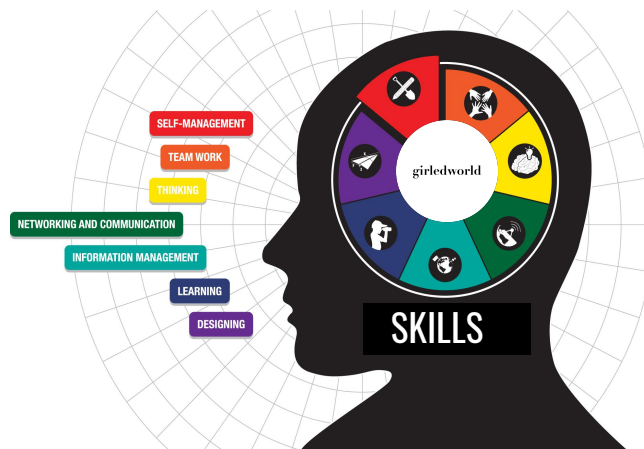 SELF-MANAGEMENT
TEAM WORK
THINKING
NETWORKING AND COMMUNICATION
INFORMATION MANAGEMENT
LEARNING
DESIGNING
girledworld
SKILLS